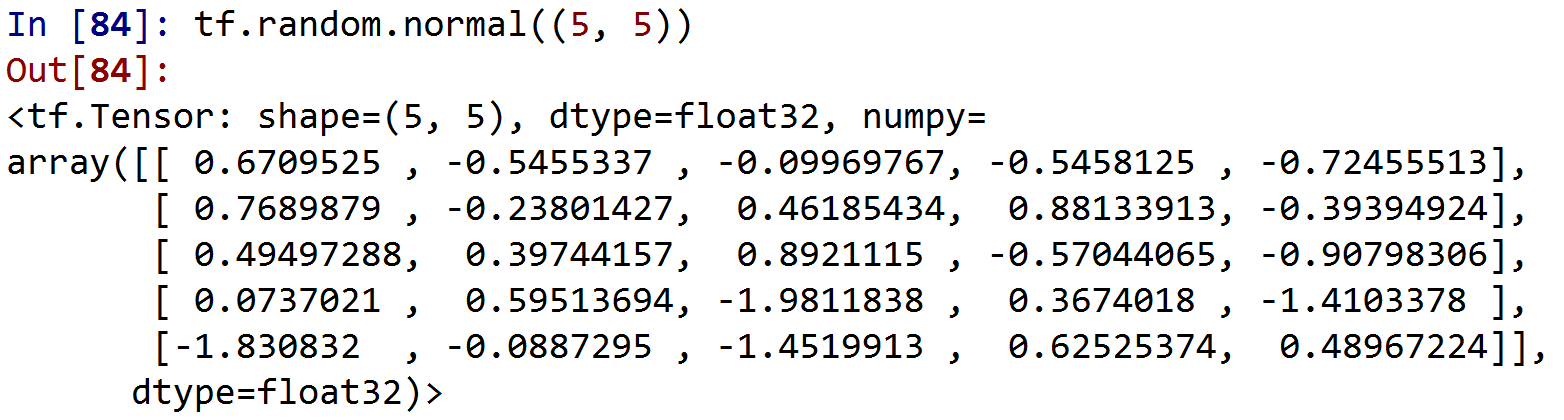 In [84]: tf.random.normal((5, 5))
Out[84]:
<tf.Tensor: shape=(5, 5), dtype=float32, numpy=
array([[ 0.6709525 , -0.5455337 , -0.09969767, -0.5458125 , -0.72455513],
       [ 0.7689879 , -0.23801427,  0.46185434,  0.88133913, -0.39394924],
       [ 0.49497288,  0.39744157,  0.8921115 , -0.57044065, -0.90798306],
       [ 0.0737021 ,  0.59513694, -1.9811838 ,  0.3674018 , -1.4103378 ],
       [-1.830832  , -0.0887295 , -1.4519913 ,  0.62525374,  0.48967224]],
      dtype=float32)>